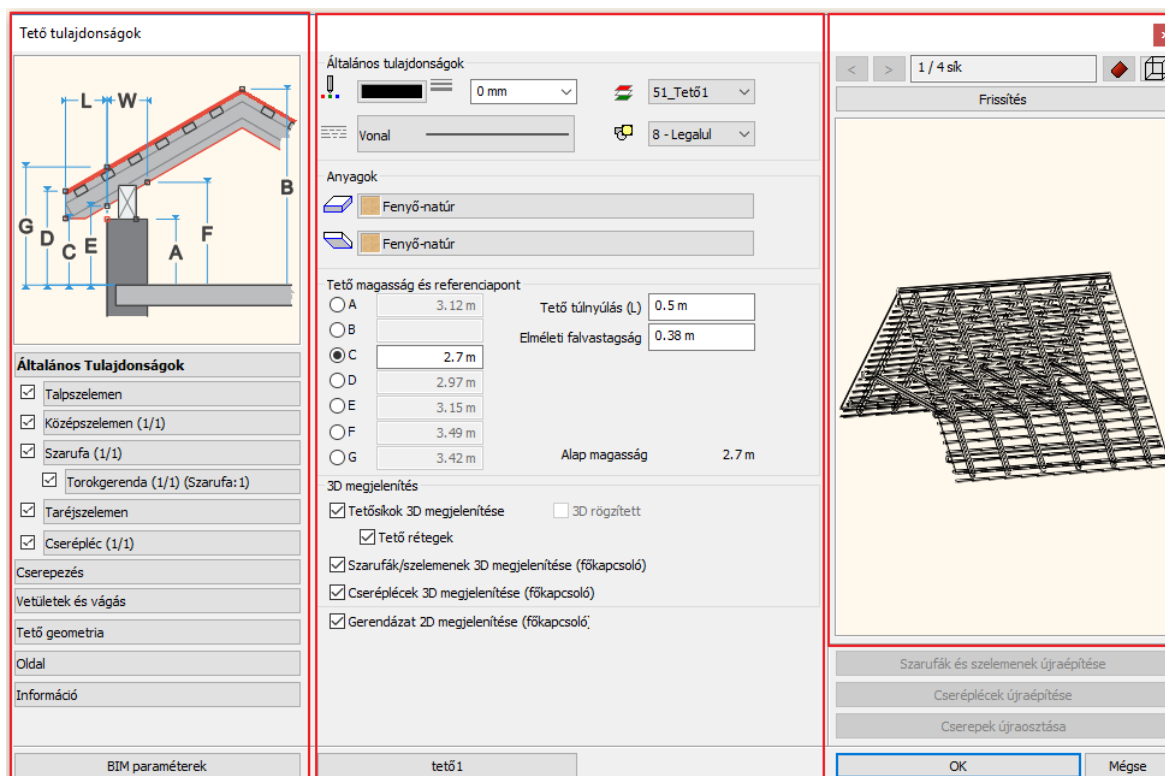 Tető tulajdonságok
L W
B
G D C E A F
Általános Tulajdonságok
Talpszelemen
Középszelemen (1/1)
Szarufa (1/1)
Torokgerenda (1/1) (Szarufa:1)
Taréjszelemen
Cserépléc (1/1)
Cserepezés
Vetületek és vágás
Tető geometria
Oldal
Információ
BIM paraméterek
Általános tulajdonságok
0 mm
51_Tető1
Vonal
8 - Legalul
Anyagok
Fenyő-natúr
Fenyő-natúr
Tető magasság és referenciapont
A 3.12 m Tető túlnyúlás (L) 0.5 m
B Elméleti falvastagság 0.38 m
C 2.7 m
D 2.97 m
E 3.15 m
F 3.49 m
G 3.42 m Alap magasság 2.7 m
3D megjelenítés
Tetősíkok 3D megjelenítése 3D rögzített
Tető rétegek
Szarufák/szelemenek 3D megjelenítése (főkapcsoló)
Cseréplécek 3D megjelenítése (főkapcsoló)
Gerendázat 2D megjelenítése (főkapcsoló)
tető1
< > 1 / 4 sík
Frissítés
Szarufák és szelemenek újraépítése
Cseréplécek újraépítése
Cserepek újraosztása
OK Mégse